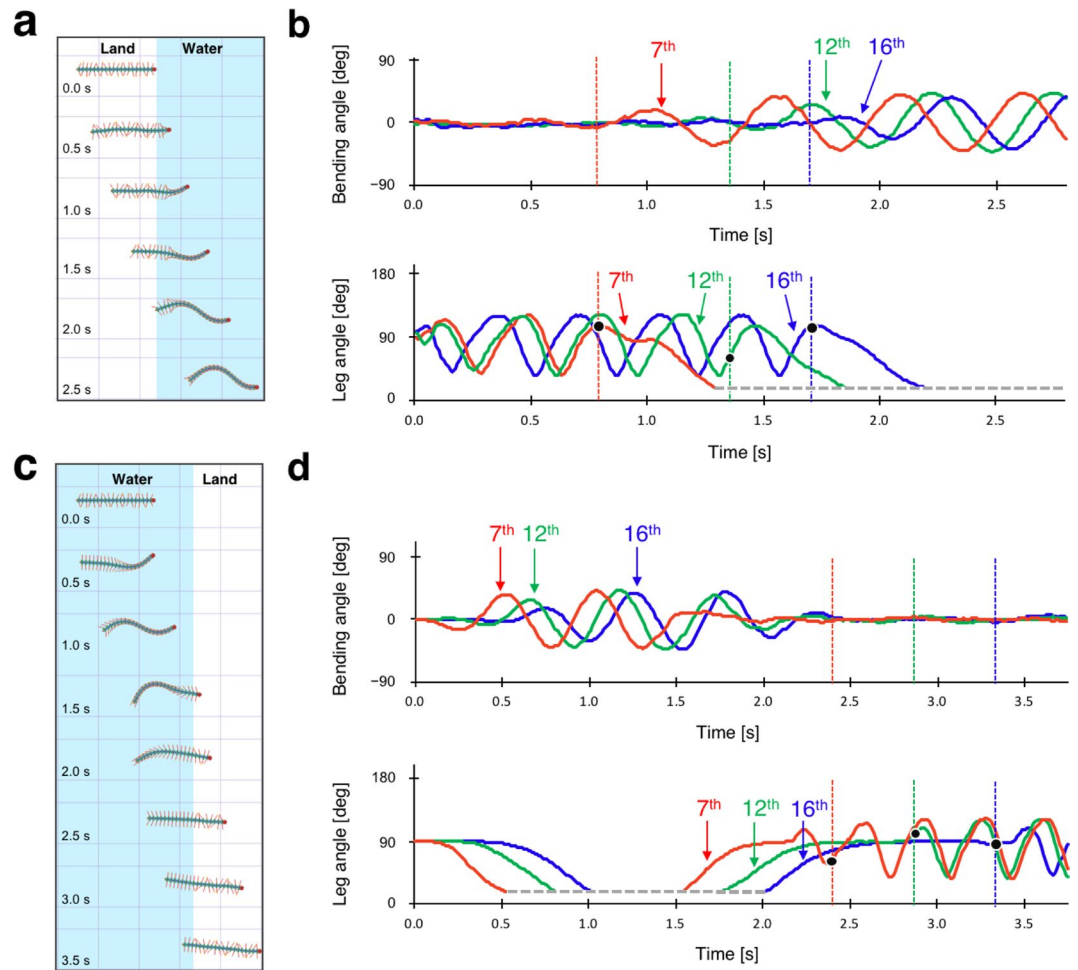 a
Land Water
0.0 s
0.5 s
1.0 s
1.5 s
2.0 s
2.5 s
b
Bending angle [deg]
90
0
−90
7th
12th
16th
0.0 0.5 1.0 1.5 2.0 2.5
Time [s]
Leg angle [deg]
180
90
0
7th
12th
16th
0.0 0.5 1.0 1.5 2.0 2.5
Time [s]
c
Water Land
0.0 s
0.5 s
1.0 s
1.5 s
2.0 s
2.5 s
3.0 s
3.5 s
d
Bending angle [deg]
90
0
−90
7th
12th
16th
0.0 0.5 1.0 1.5 2.0 2.5 3.0 3.5
Time [s]
Leg angle [deg]
180
90
0
7th
12th
16th
0.0 0.5 1.0 1.5 2.0 2.5 3.0 3.5
Time [s]